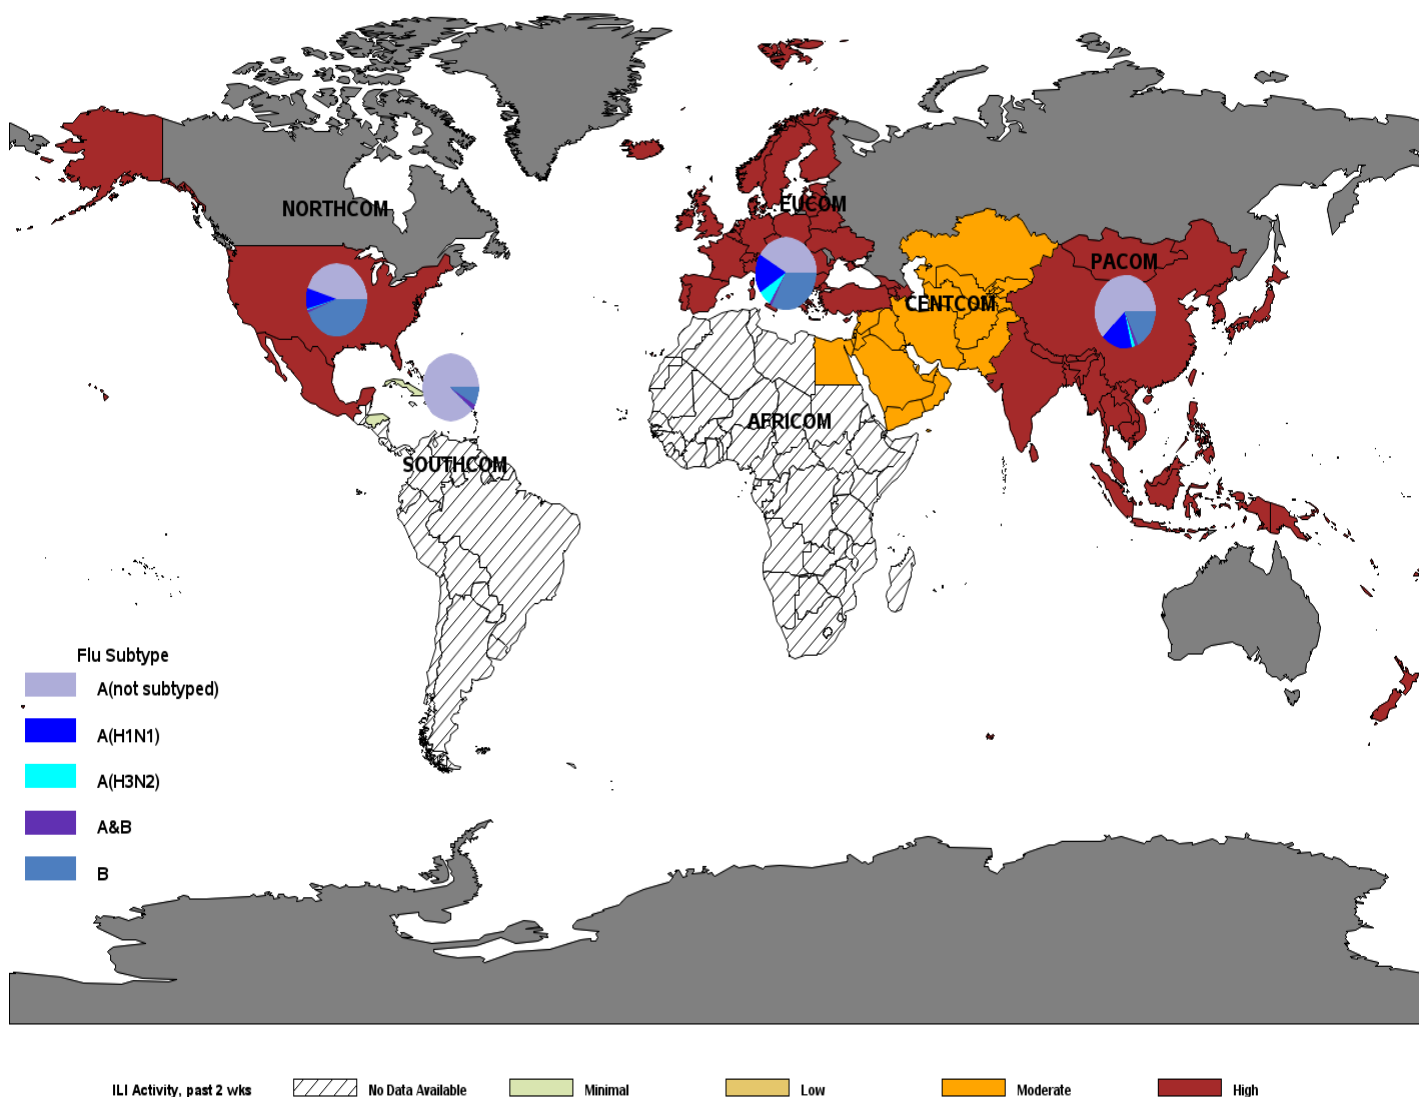 NORTHCOM
EUCOM
PACOM
CENTCOM
AFRICOM
SOUTHCOM
Flu Subtype
A(not subtyped)
A(H1N1)
A(H3N2)
A&B
B
ILI Activity, past 2 wks
No Data Available
Minimal
Low
Moderate
High